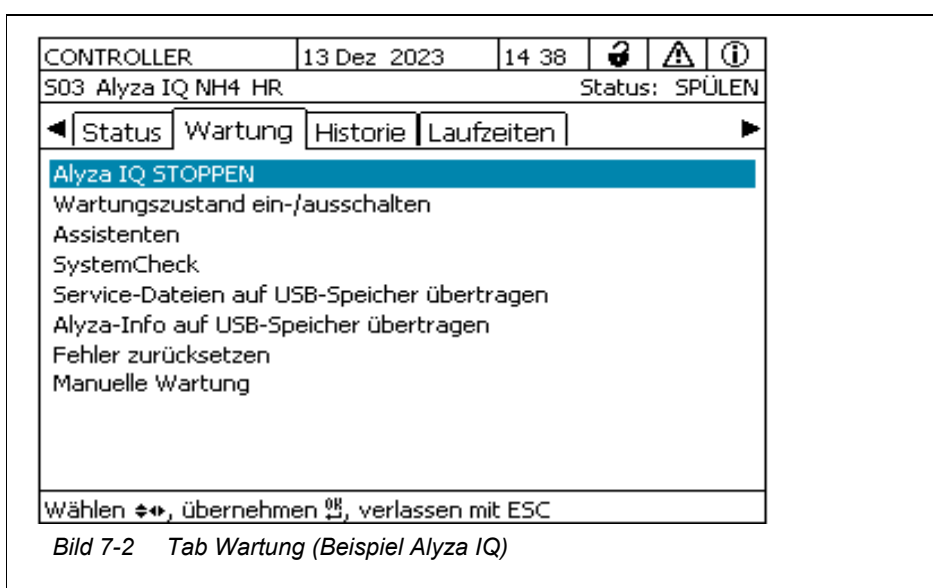 CONTROLLER 13 Dez 2023 14 38
S03 Alyza IQ NH4 HR Status: SPÜLEN
Status Wartung Historie Laufzeiten
Alyza IQ STOPPEN
Wartungszustand ein-/ausschalten
Assistenten
SystemCheck
Service-Dateien auf USB-Speicher übertragen
Alyza-Info auf USB-Speicher übertragen
Fehler zurücksetzen
Manuelle Wartung
Wählen, übernehmen OK, verlassen mit ESC
Bild 7-2 Tab Wartung (Beispiel Alyza IQ)